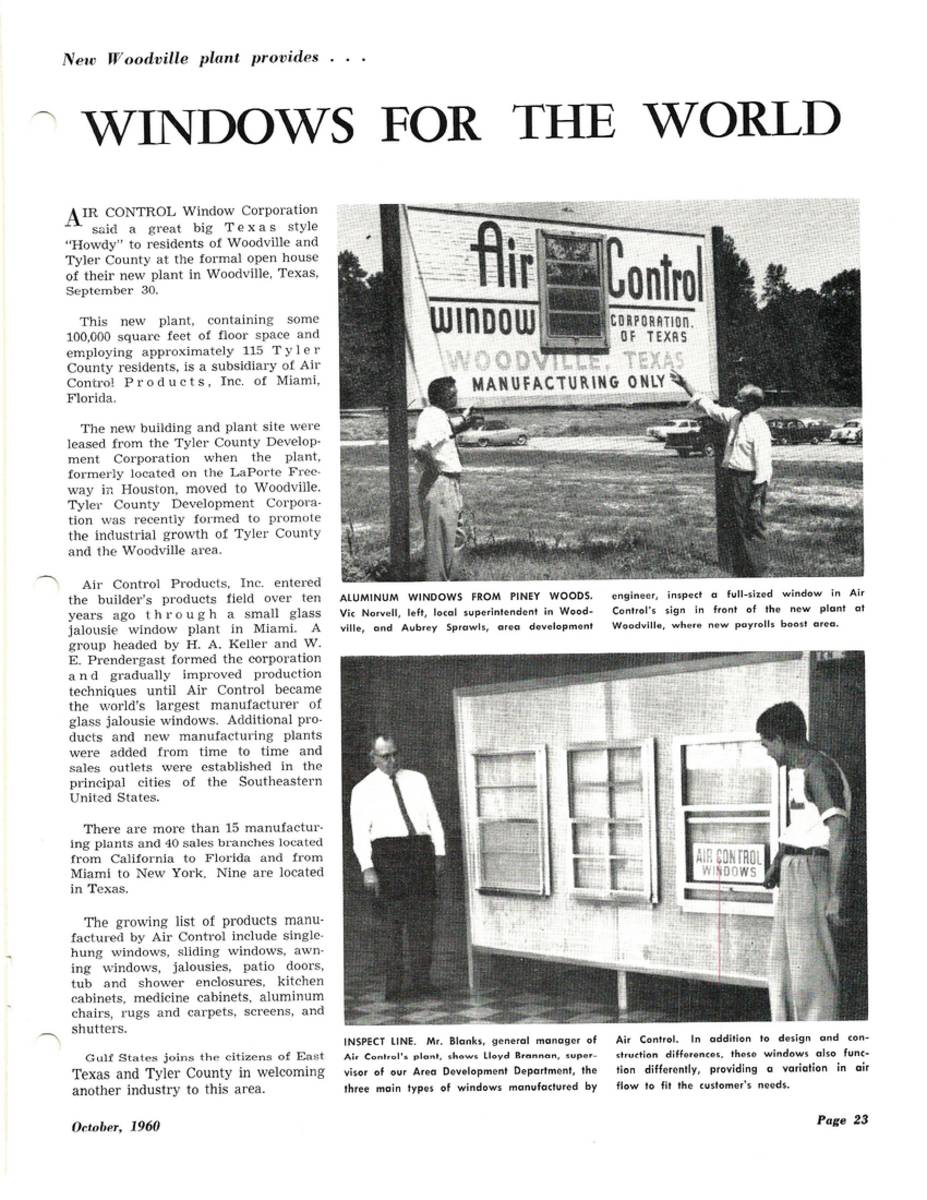 New Woodville plant provides . . .
WINDOWS FOR THE WORLD
AIR CONTROL Window Corporation
said a great big Texas style
"Howdy" to residents of Woodville and
Tyler County at the formal open house
of their new plant in Woodville, Texas,
September 30.
This new plant, containing some
100,000 square feet of floor space and
employing approximately 115 Tyler
County residents, is a subsidiary of Air
Control Products, Inc. of Miami,
Florida.
The new building and plant site were
leased from the Tyler County Develop-
ment Corporation when the plant,
formerly located on the LaPorte Free-
way in Houston, moved to Woodville.
Tyler County Development Corpora-
tion was recently formed to promote
the industrial growth of Tyler County
and the Woodville area.
Air Control Products, Inc. entered
the builder's products field over ten
years ago through a small glass
jalousie window plant in Miami. A
group headed by H. A. Keller and W.
E. Prendergast formed the corporation
and gradually improved production
techniques until Air Control became
the world's largest manufacturer of
glass jalousie windows. Additional pro-
ducts and new manufacturing plants
were added from time to time and
sales outlets were established in the
principal cities of the Southeastern
United States.
There are more than 15 manufactur-
ing plants and 40 sales branches located
from California to Florida and from
Miami to New York. Nine are located
in Texas.
The growing list of products manu-
factured by Air Control include single-
hung windows, sliding windows, awn-
ing windows, jalousies, patio doors,
tub and shower enclosures, kitchen
cabinets, medicine cabinets, aluminum
chairs, rugs and carpets, screens, and
shutters.
Gulf States joins the citizens of East
Texas and Tyler County in welcoming
another industry to this area.
Air Control
WINDOW CORPORATION.
OF TEXAS
WOODVILLE, TEXAS
MANUFACTURING ONLY
ALUMINUM WINDOWS FROM PINEY WOODS.
Vic Norvell, left, local superintendent in Wood-
ville, and Aubrey Sprawls, area development
engineer, inspect a full-sized window in Air
Control's sign in front of the new plant at
Woodville, where new payrolls boost area.
AIR CONTROL
WINDOWS
INSPECT LINE. Mr. Blanks, general manager of
Air Control's plant, shows Lloyd Brannan, super-
visor of our Area Development Department, the
three main types of windows manufactured by
Air Control. In addition to design and con-
struction differences, these windows also func-
tion differently, providing a variation in air
flow to fit the customer's needs.
October, 1960
Page 23